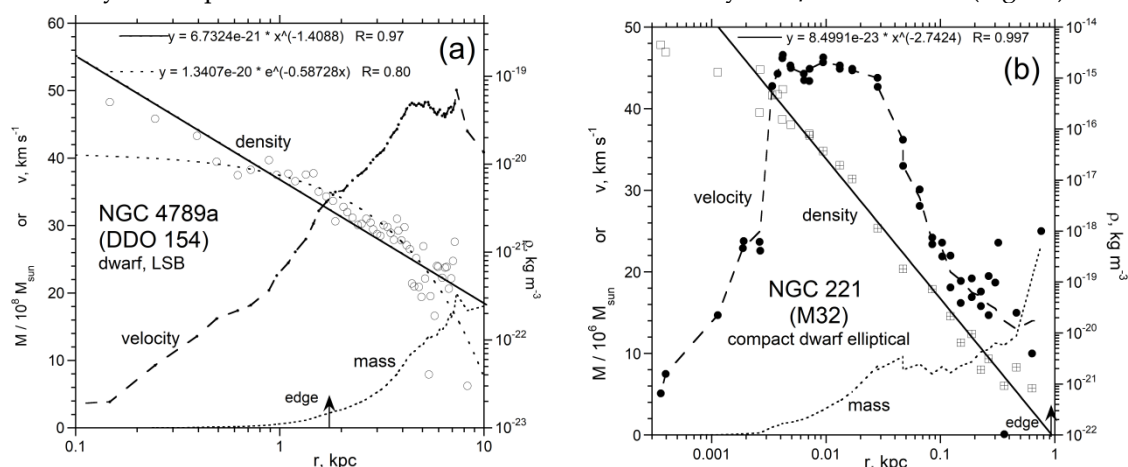 y = 6.7324e-21 * x^(-1.4088) R= 0.97
y = 1.3407e-20 * e^(-0.58728x) R= 0.80
(a)
60
50
40
30
20
10
0
10⁻¹⁹
10⁻²⁰
10⁻²¹
10⁻²²
10⁻²³
M / 10⁸ M_sun or v, km s⁻¹
ρ, kg m⁻³
density
NGC 4789a
(DDO 154)
dwarf, LSB
velocity
mass
edge
0.1
1
10
r, kpc
y = 8.4991e-23 * x^(-2.7424) R= 0.997
(b)
50
40
30
20
10
0
10⁻¹⁴
10⁻¹⁵
10⁻¹⁶
10⁻¹⁷
10⁻¹⁸
10⁻¹⁹
10⁻²⁰
10⁻²¹
10⁻²²
M / 10⁶ M_sun or v, km s⁻¹
ρ, kg m⁻³
velocity
density
NGC 221
(M32)
compact dwarf elliptical
mass
edge
0.001
0.01
0.1
1
r, kpc